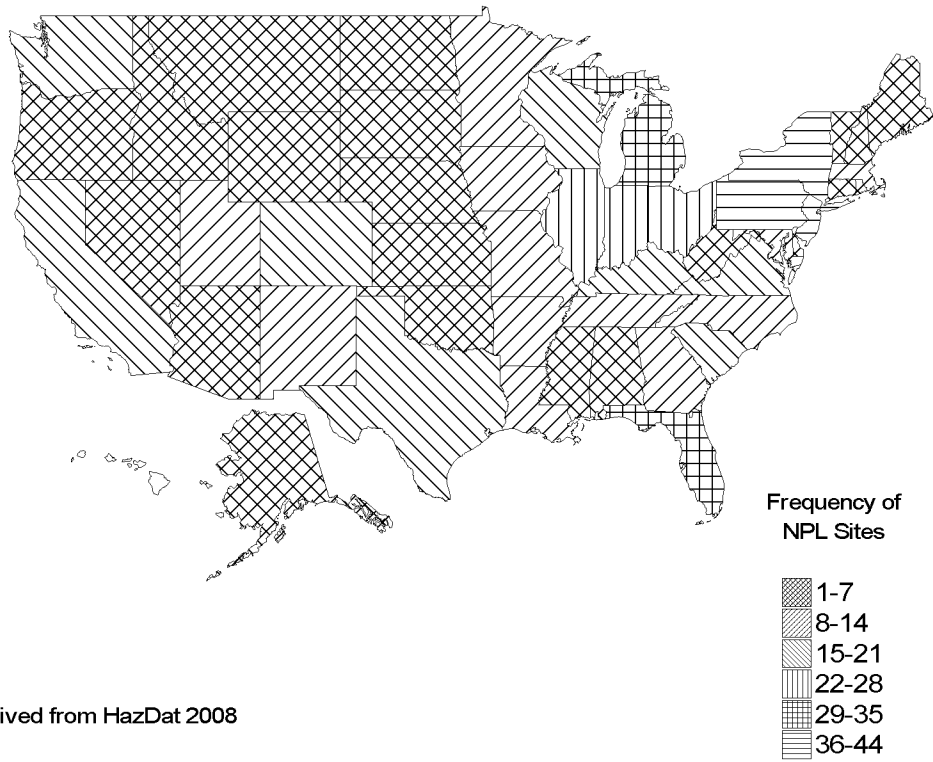 Frequency of
NPL Sites
1-7
8-14
15-21
22-28
29-35
36-44
ived from HazDat 2008